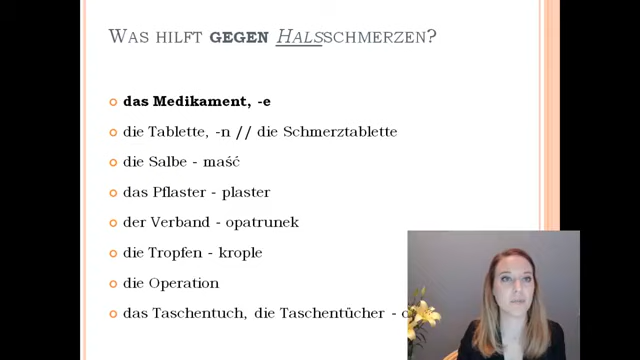 WAS HILFT GEGEN HALSSCHMERZEN?
das Medikament, -e
die Tablette, -n // die Schmerztablette
die Salbe - maść
das Pflaster - plaster
der Verband - opatrunek
die Tropfen - krople
die Operation
das Taschentuch, die Taschentücher -